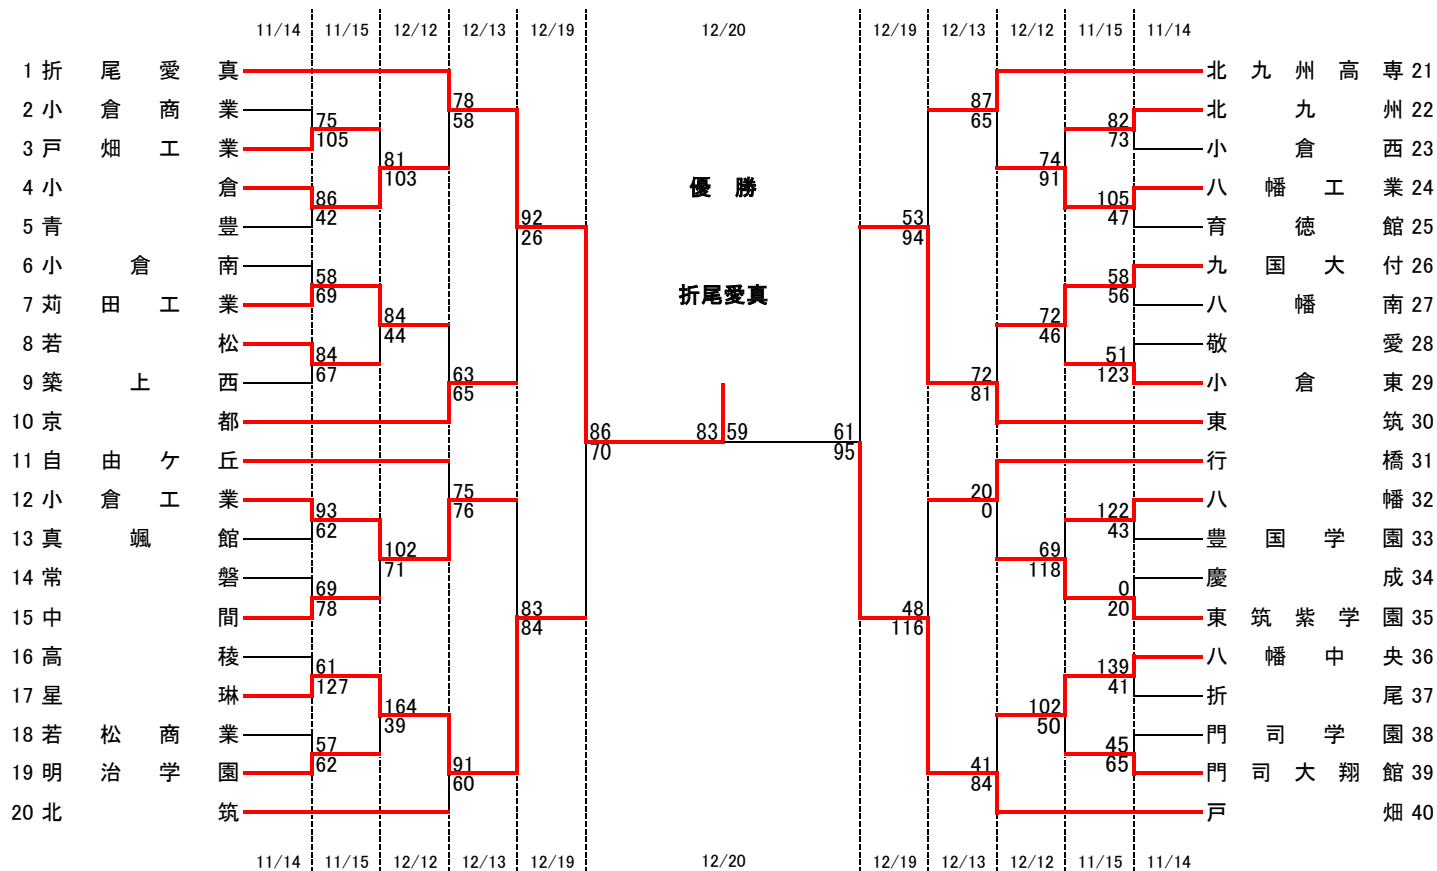 11/14 11/15 12/12 12/13 12/19 12/20 12/19 12/13 12/12 11/15 11/14
1 折尾愛真 北九州高専 21
78 87
2 小倉商業 北九州 22
58 65
75 82
3 戸畑工業 小倉西 23
105 73
81 74
4 小倉 優勝 八幡工業 24
103 91
86 105
5 青豊 92 53 育徳館 25
42 47
26 94
6 小倉南 九国大付 26
58 58
7 苅田工業 折尾愛真 八幡南 27
69 56
84 72
8 若松 敬愛 28
44 46
84 51
9 築上西 63 72 小倉東 29
67 123
65 81
10 京都 東筑 30
86 83 59 61
70 95
11 自由ケ丘 行橋 31
75 20
12 小倉工業 八幡 32
76 0
93 122
13 真颯館 豊国学園 33
62 43
102 69
14 常磐 慶成 34
71 118
69 0
15 中間 83 48 東筑紫学園 35
78 20
84 116
16 高稜 八幡中央 36
61 139
17 星琳 折尾 37
127 41
164 102
18 若松商業 門司学園 38
39 50
57 45
19 明治学園 91 41 門司大翔館 39
62 65
60 84
20 北筑 戸畑 40
11/14 11/15 12/12 12/13 12/19 12/20 12/19 12/13 12/12 11/15 11/14